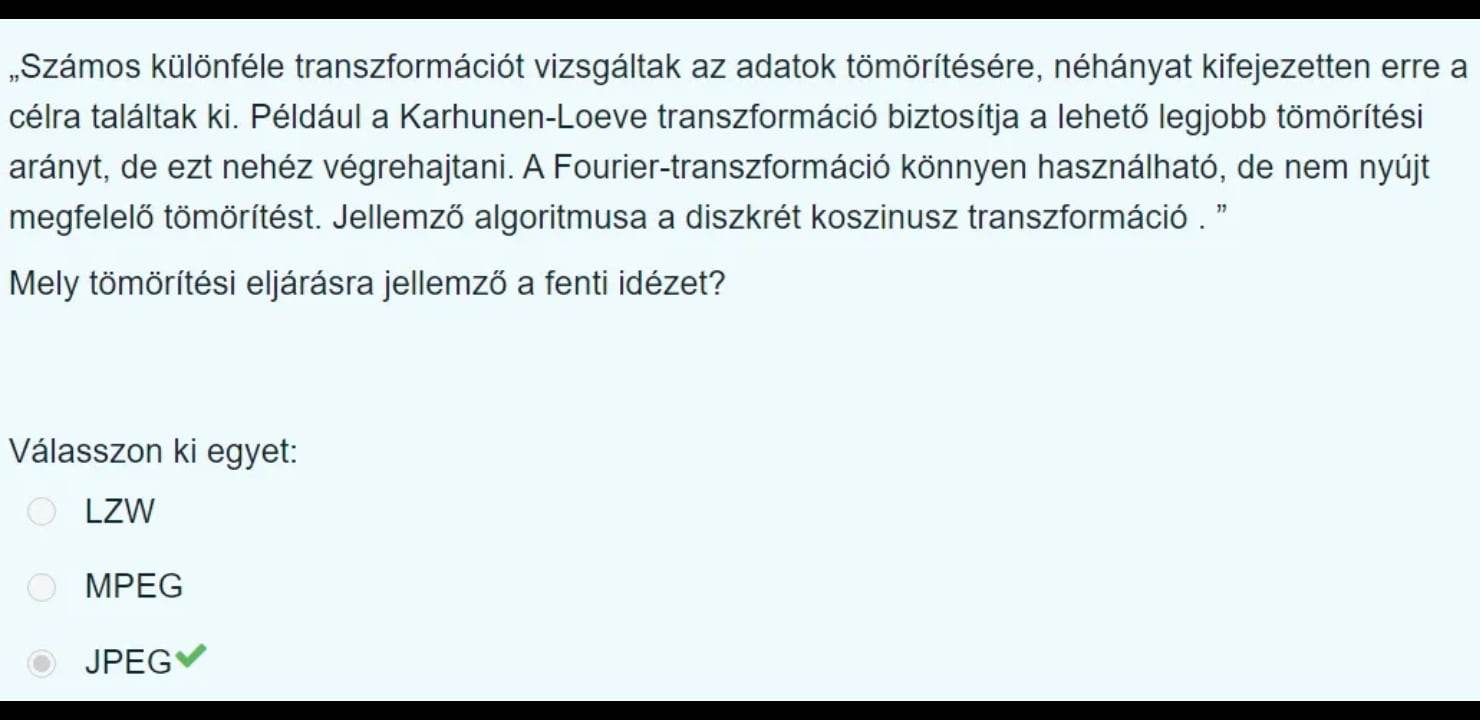 „Számos különféle transzformációt vizsgáltak az adatok tömörítésére, néhányat kifejezetten erre a
célra találtak ki. Például a Karhunen-Loeve transzformáció biztosítja a lehető legjobb tömörítési
arányt, de ezt nehéz végrehajtani. A Fourier-transzformáció könnyen használható, de nem nyújt
megfelelő tömörítést. Jellemző algoritmusa a diszkrét koszinusz transzformáció . ”
Mely tömörítési eljárásra jellemző a fenti idézet?
Válasszon ki egyet:
LZW
MPEG
JPEG